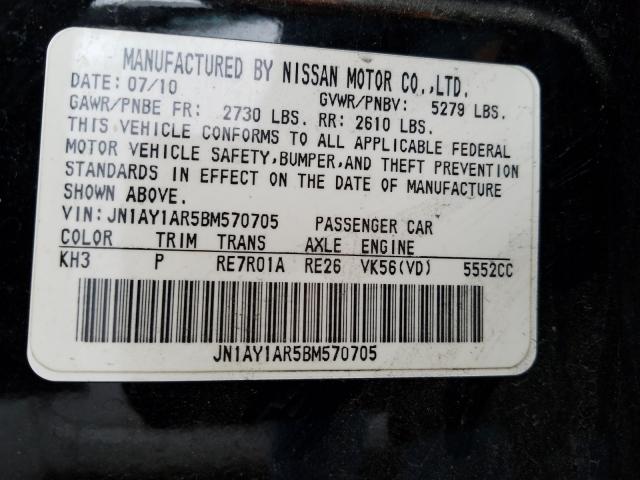 MANUFACTURED BY NISSAN MOTOR CO.,LTD.
DATE: 07/10 GVWR/PNBV: 5279 LBS.
GAWR/PNBE FR: 2730 LBS. RR: 2610 LBS.
THIS VEHICLE CONFORMS TO ALL APPLICABLE FEDERAL
MOTOR VEHICLE SAFETY,BUMPER,AND THEFT PREVENTION
STANDARDS IN EFFECT ON THE DATE OF MANUFACTURE
SHOWN ABOVE.
VIN: JN1AY1AR5BM570705 PASSENGER CAR
COLOR TRIM TRANS AXLE ENGINE
KH3 P RE7R01A RE26 VK56(VD) 5552CC
JN1AY1AR5BM570705